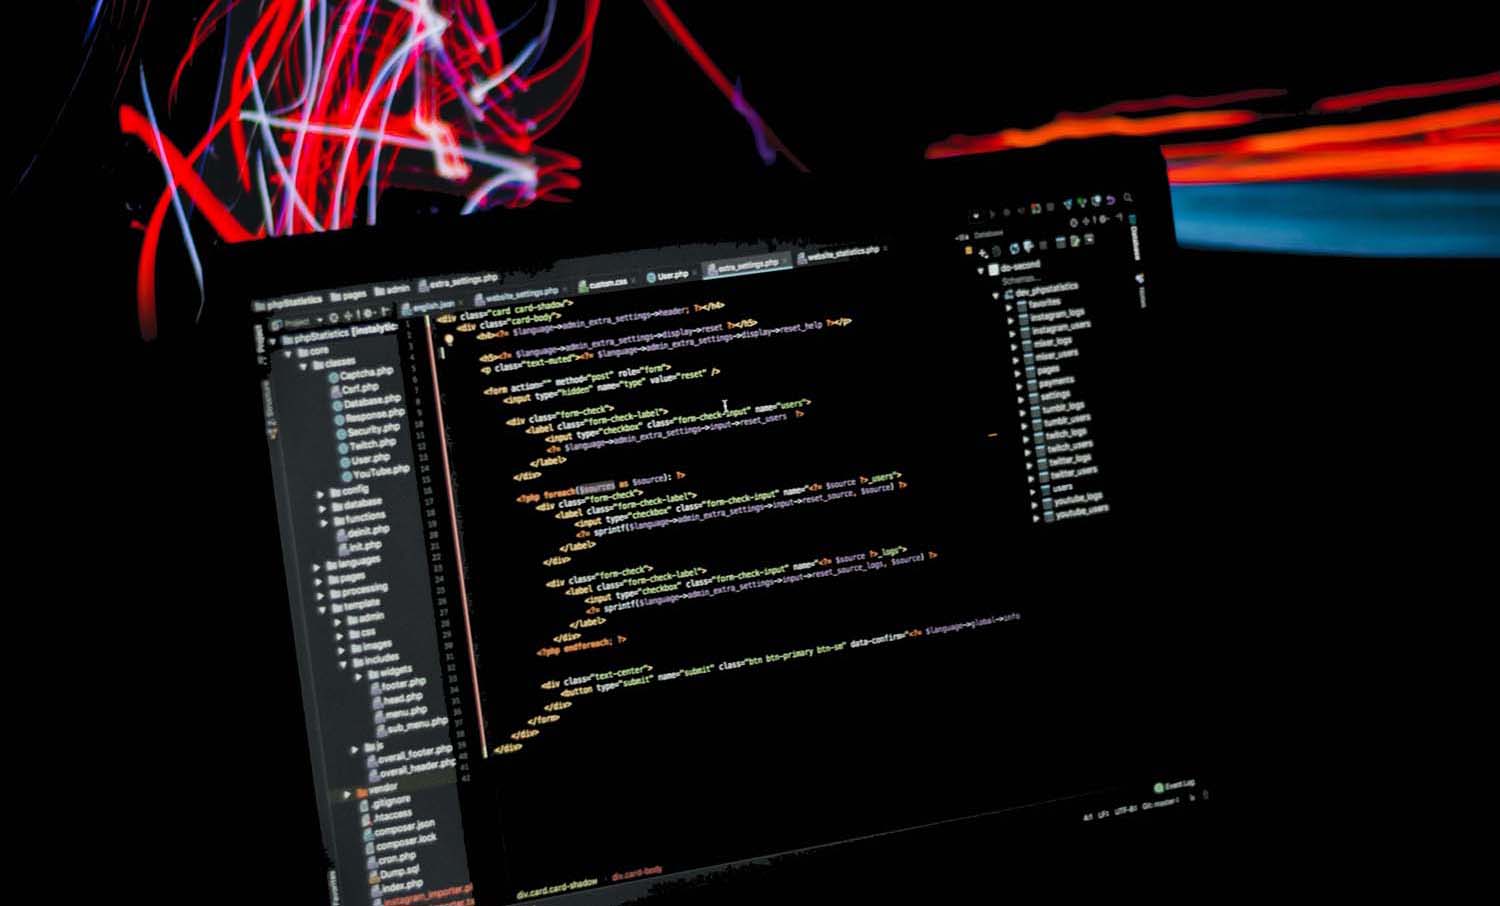 phpStatistics pages admin extra_settings.php
english.json website_settings.php custom.css User.php extra_settings.php website_statistics.php
Project
phpStatistics [instalytic
core
classes
Captcha.php
Csrf.php
Database.php
Response.php
Security.php
Twitch.php
User.php
YouTube.php
config
database
functions
deinit.php
init.php
languages
pages
processing
template
admin
css
images
includes
widgets
footer.php
head.php
menu.php
sub_menu.php
js
overall_footer.php
overall_header.php
vendor
.gitignore
.htaccess
composer.json
composer.lock
cron.php
Dump.sql
index.php
instagram_importer.p
<div class="card card-shadow">
<div class="card-body">
<h4><?= $language->admin_extra_settings->header; ?></h4>
<h5><?= $language->admin_extra_settings->display->reset ?></h5>
<p class="text-muted"><?= $language->admin_extra_settings->display->reset_help ?></p>
<form action="" method="post" role="form">
<input type="hidden" name="type" value="reset" />
<div class="form-check">
<label class="form-check-label">
<input type="checkbox" class="form-check-input" name="users">
<?= $language->admin_extra_settings->input->reset_users ?>
</label>
</div>
<?php foreach($sources as $source): ?>
<div class="form-check">
<label class="form-check-label">
<input type="checkbox" class="form-check-input" name="<?= $source ?>_users">
<?= sprintf($language->admin_extra_settings->input->reset_source, $source) ?>
</label>
</div>
<div class="form-check">
<label class="form-check-label">
<input type="checkbox" class="form-check-input" name="<?= $source ?>_logs">
<?= sprintf($language->admin_extra_settings->input->reset_source_logs, $source) ?>
</label>
</div>
<?php endforeach; ?>
<div class="text-center">
<button type="submit" name="submit" class="btn btn-primary btn-sm" data-confirm="<?= $language->global->info
</div>
</form>
</div>
</div>
div.card.card-shadow div.card-body
Database
Database
do-second
Schemas...
dev_phpstatistics
favorites
instagram_logs
instagram_users
mixer_logs
mixer_users
pages
payments
settings
tumblr_logs
tumblr_users
twitch_logs
twitch_users
twitter_logs
twitter_users
users
youtube_logs
youtube_users
Event Log
4:1 LF: UTF-8: Git: master